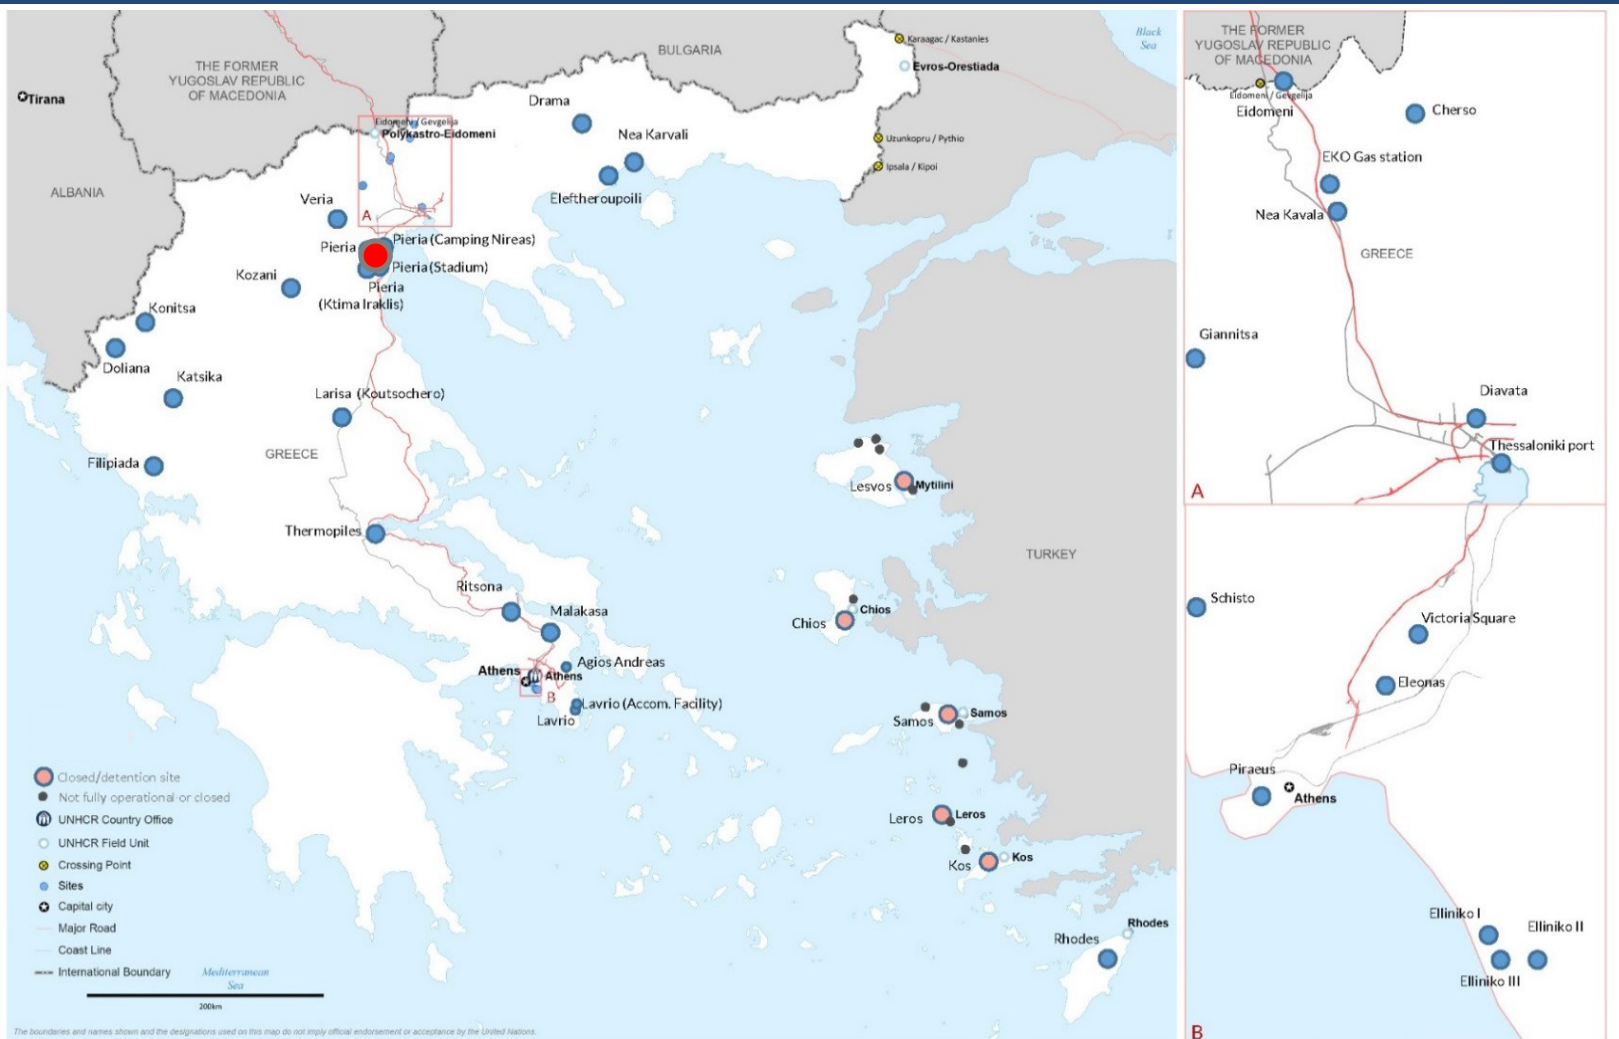 Black
Sea
Karaagac / Kastanies
BULGARIA
Evros-Orestiada
THE FORMER
YUGOSLAV REPUBLIC
OF MACEDONIA
Tirana
Drama
Eidomeni / Gevgelija
Polykastro-Eidomeni
Nea Karvali
Uzunkopru / Pythio
Ipsala / Kipoi
ALBANIA
Veria
Eleftheroupoili
A
Pieria
Pieria (Camping Nireas)
Pieria (Stadium)
Kozani
Pieria
(Ktima Iraklis)
Konitsa
Doliana
Katsika
Larisa (Koutsochero)
GREECE
Filipiada
Lesvos
Mytilini
Thermopiles
TURKEY
Ritsona
Malakasa
Chios
Chios
Agios Andreas
Athens
Athens
B
Lavrio (Accom. Facility)
Lavrio
Samos
Samos
Closed/detention site
Not fully operational or closed
UNHCR Country Office
UNHCR Field Unit
Crossing Point
Sites
Capital city
Major Road
Coast Line
International Boundary
Leros
Leros
Kos
Kos
Rhodes
Rhodes
Mediterranean
Sea
200km
The boundaries and names shown and the designations used on this map do not imply official endorsement or acceptance by the United Nations.
THE FORMER
YUGOSLAV REPUBLIC
OF MACEDONIA
Eidomeni / Gevgelija
Eidomeni
Cherso
EKO Gas station
Nea Kavala
GREECE
Giannitsa
Diavata
Thessaloniki port
A
Schisto
Victoria Square
Eleonas
Piraeus
Athens
Elliniko I
Elliniko II
Elliniko III
B